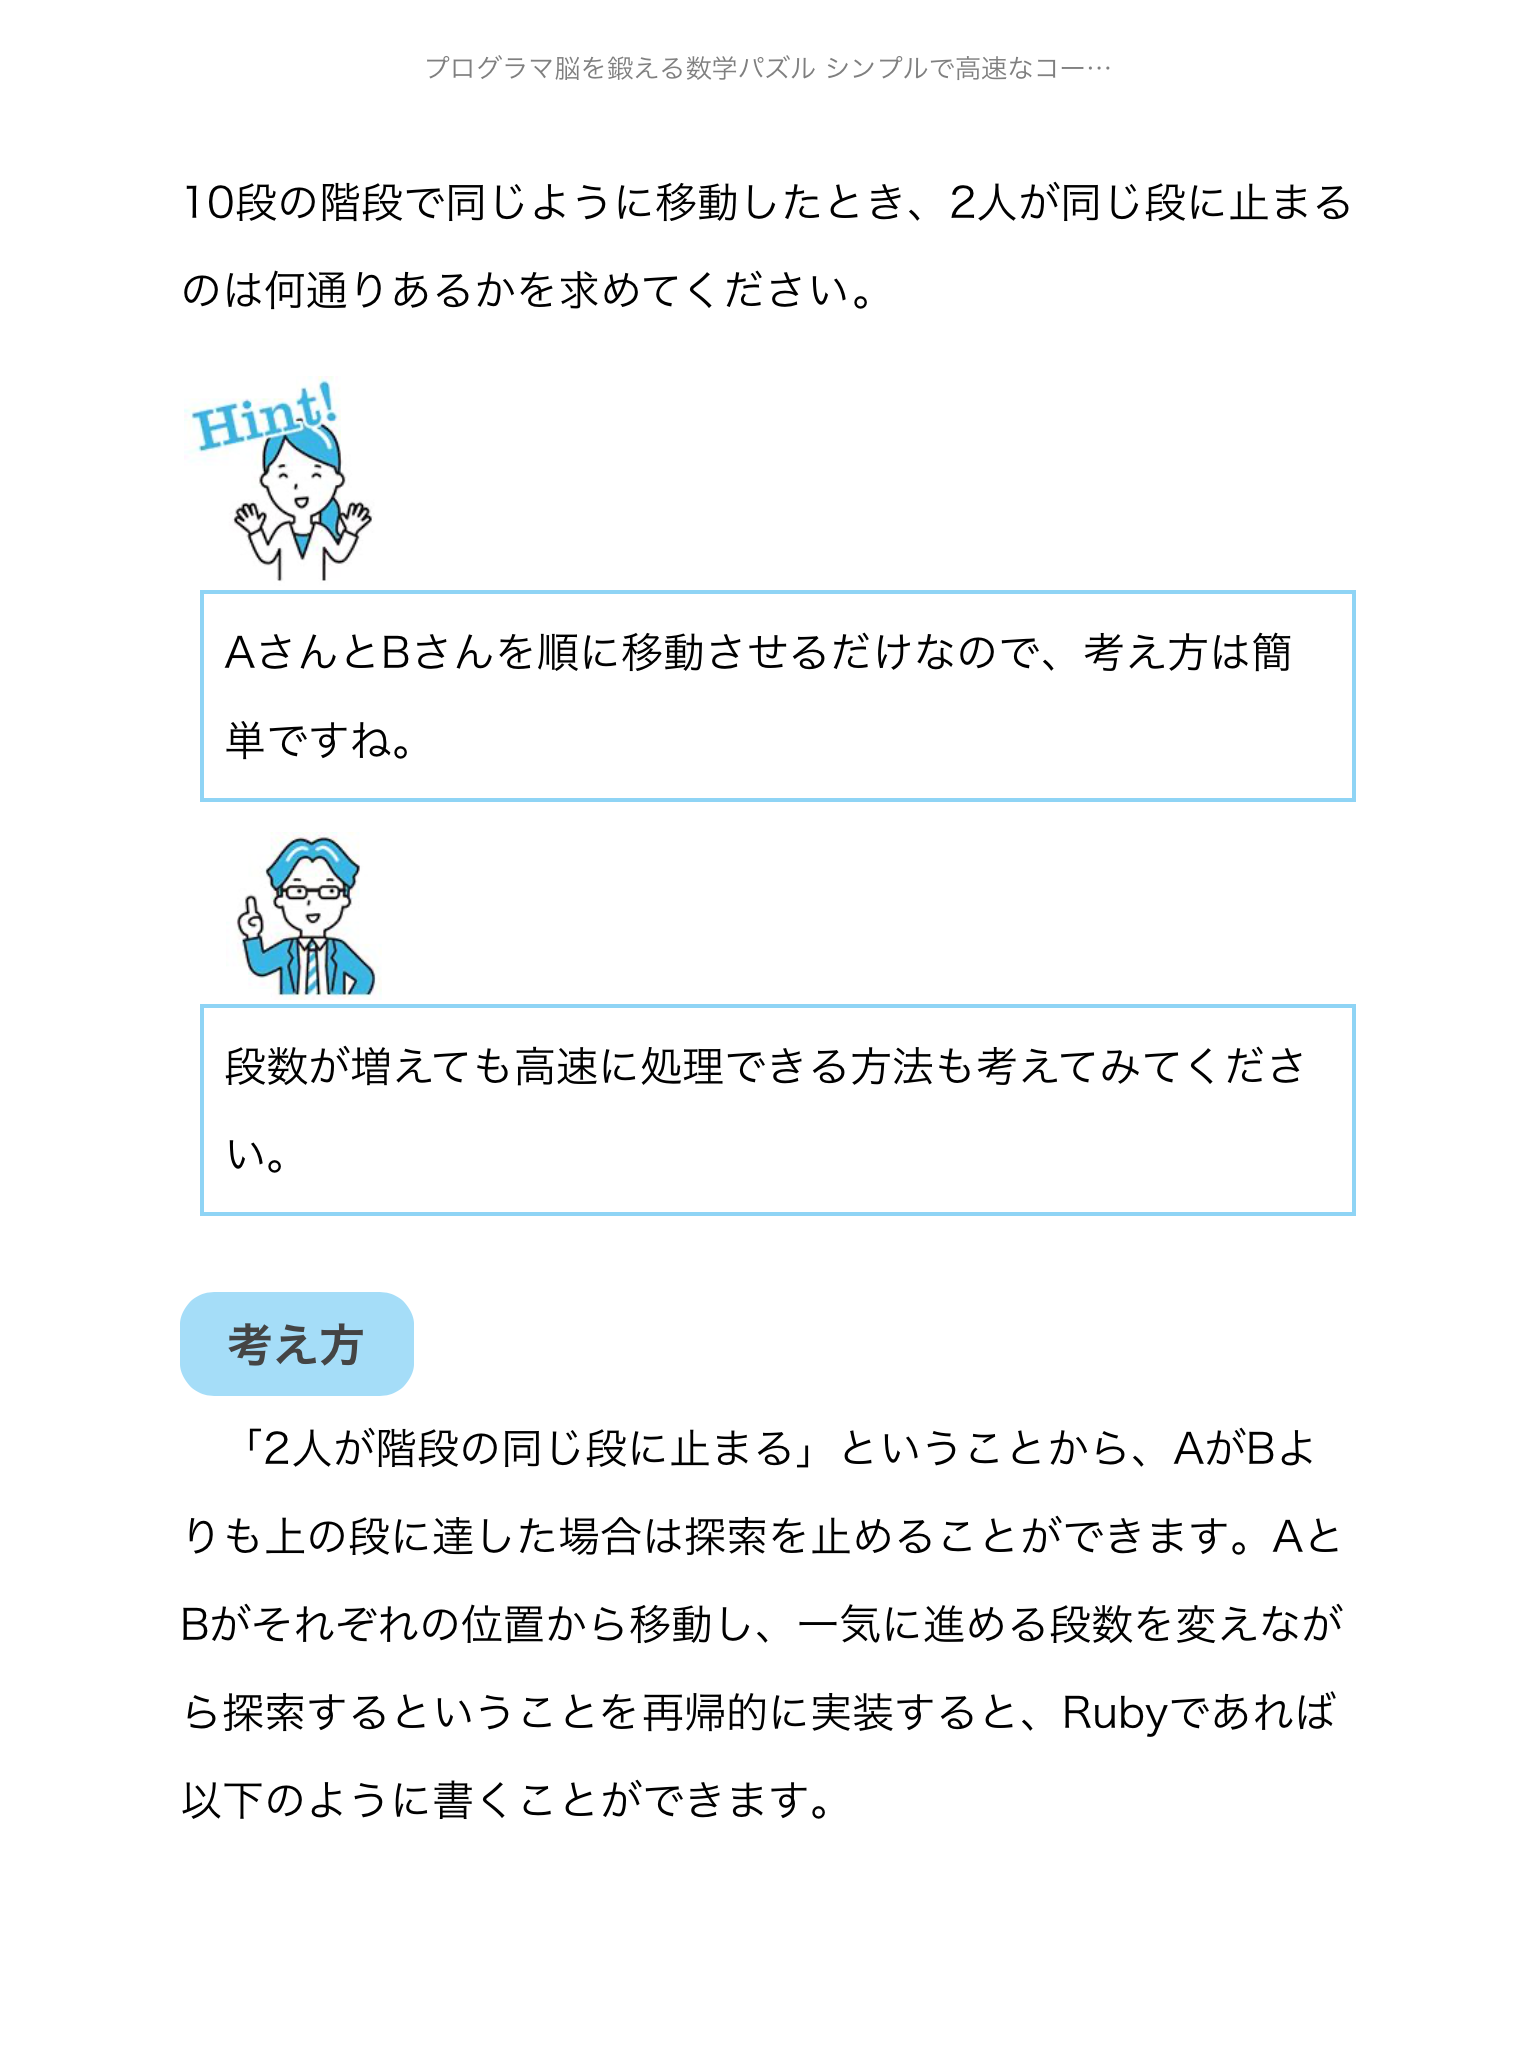 プログラマ脳を鍛える数学パズル シンプルで高速なコー…
10段の階段で同じように移動したとき、2人が同じ段に止まる
のは何通りあるかを求めてください。
Hint!
AさんとBさんを順に移動させるだけなので、考え方は簡
単ですね。
段数が増えても高速に処理できる方法も考えてみてくださ
い。
考え方
「2人が階段の同じ段に止まる」ということから、AがBよ
りも上の段に達した場合は探索を止めることができます。Aと
Bがそれぞれの位置から移動し、一気に進める段数を変えなが
ら探索するということを再帰的に実装すると、Rubyであれば
以下のように書くことができます。